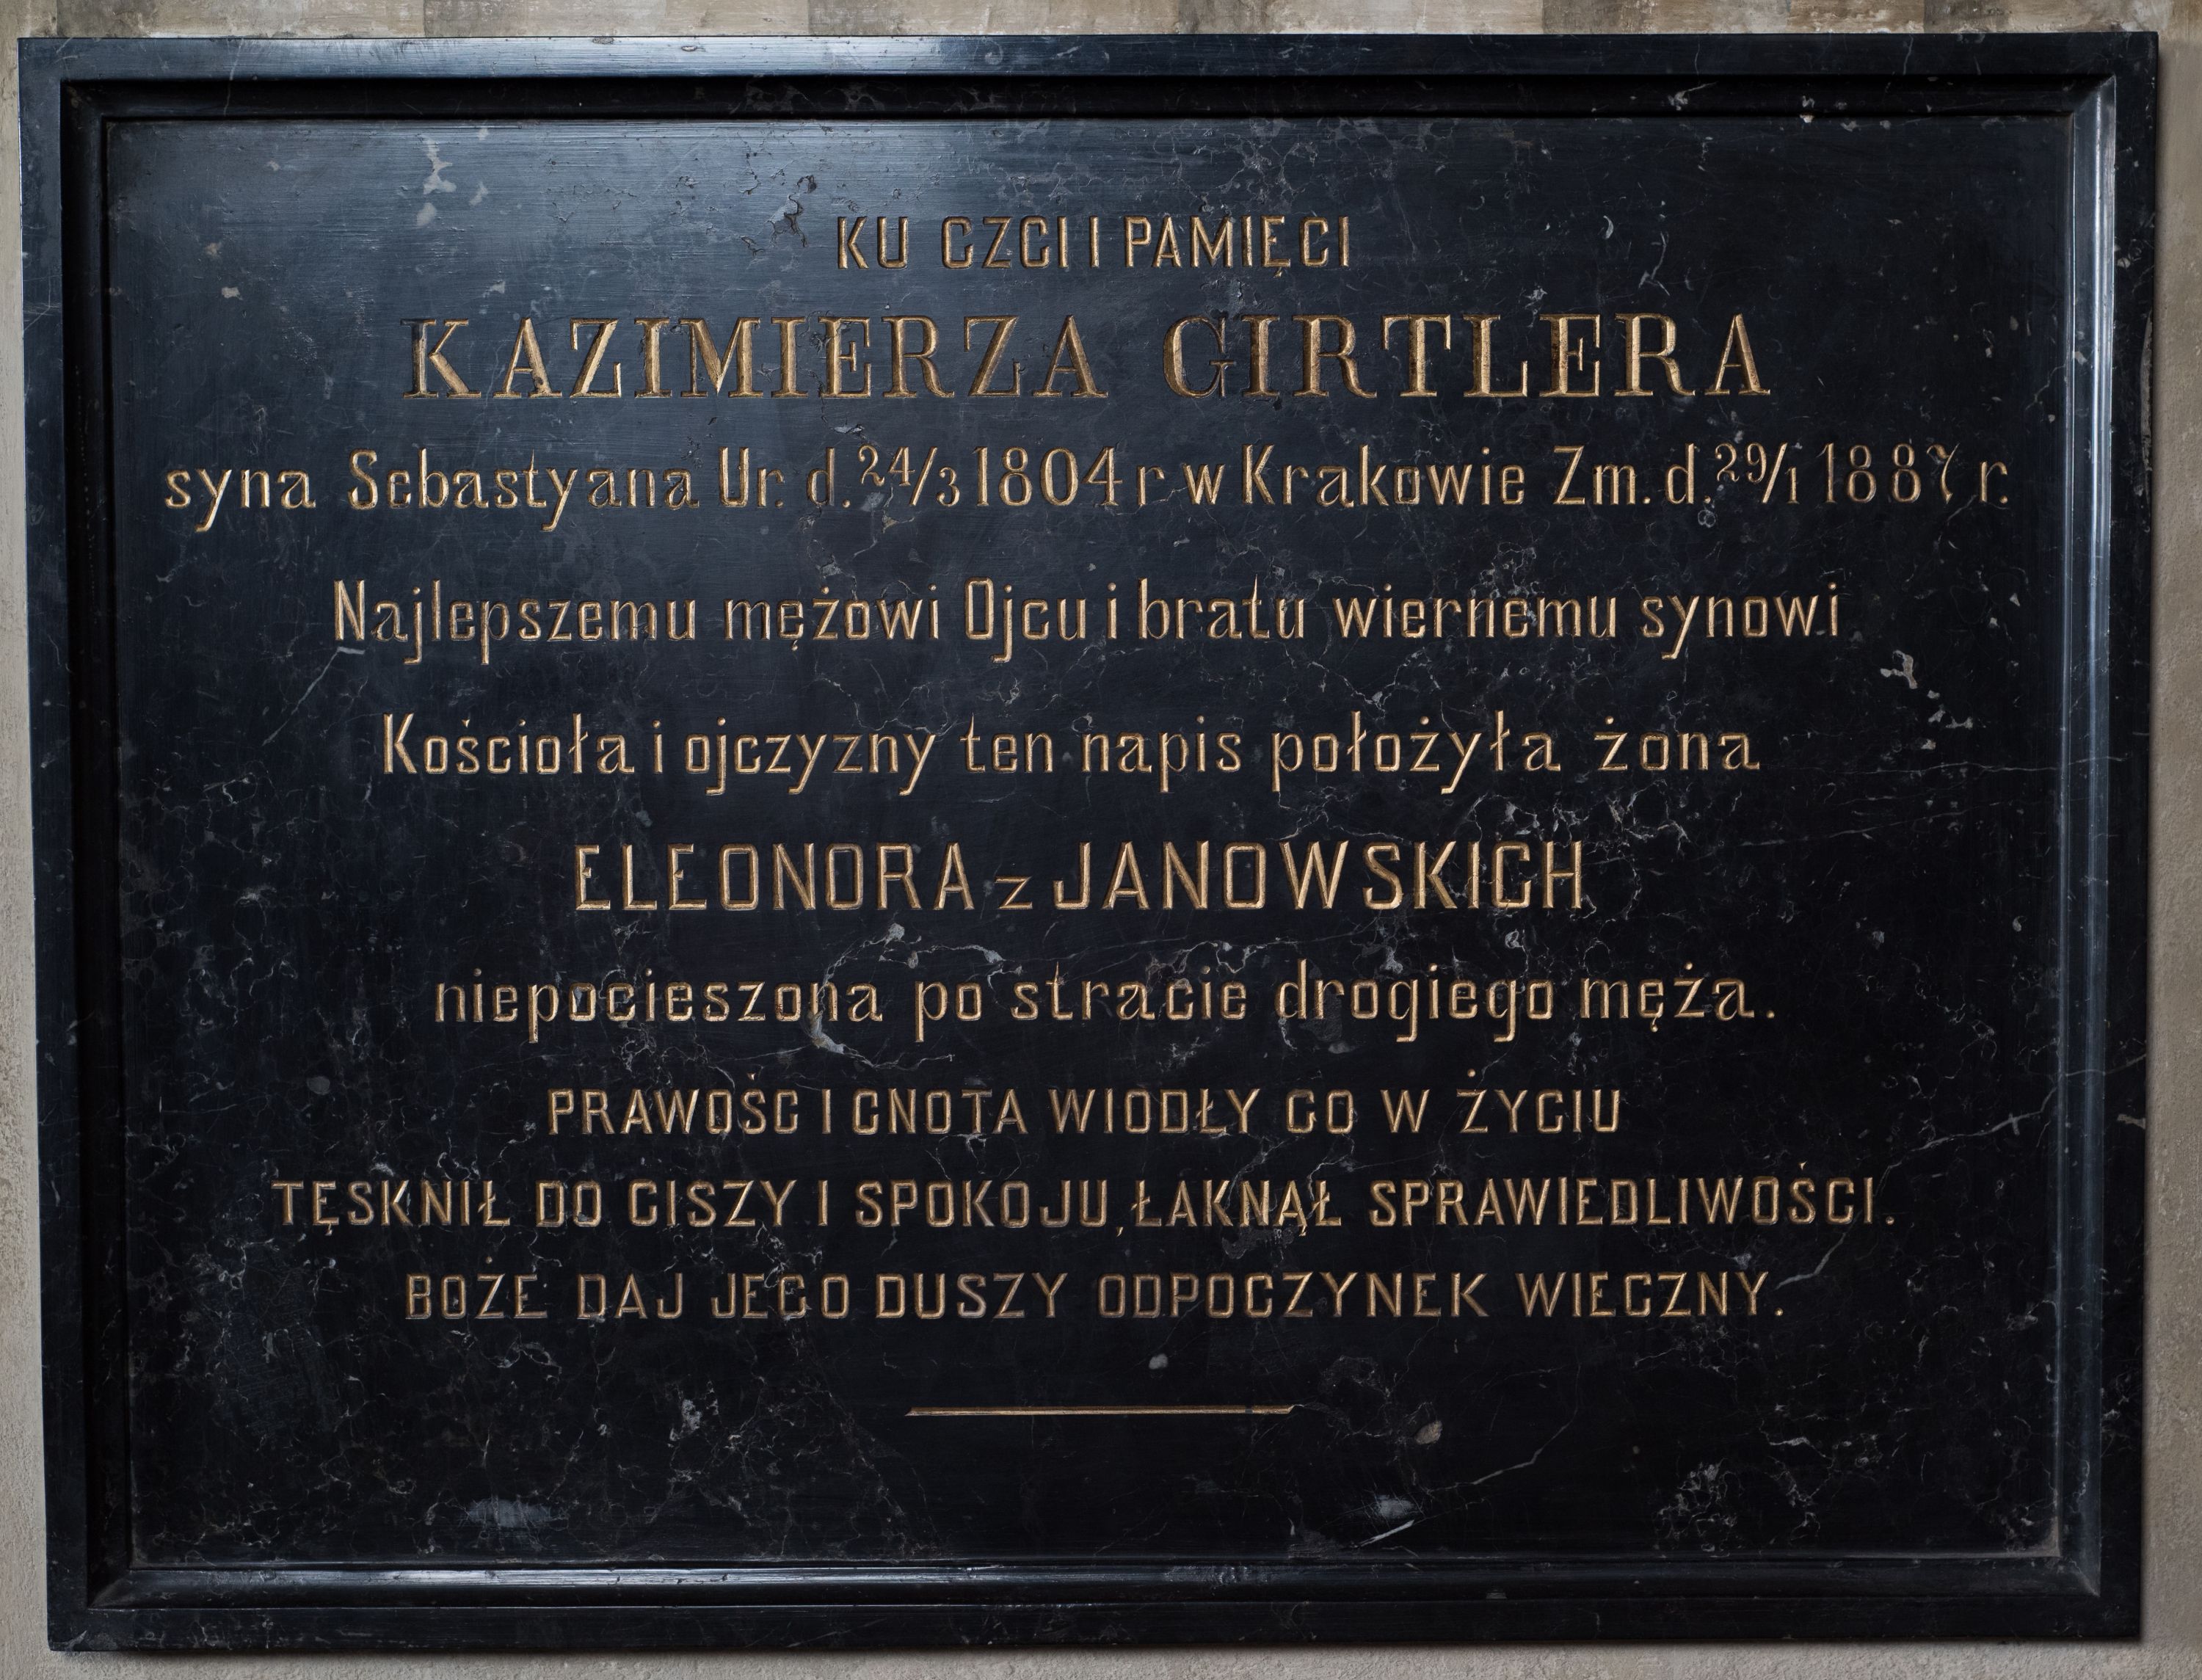 KU CZCI I PAMIĘCI
KAZIMIERZA GIRTLERA
syna Sebastyana Ur. d. 24/3 1804 r w Krakowie Zm. d. 29/1 1887 r.
Najlepszemu mężowi Ojcu i bratu wiernemu synowi
Kościoła i ojczyzny ten napis położyła żona
ELEONORA z JANOWSKICH
niepocieszona po stracie drogiego męża.
PRAWOŚĆ I CNOTA WIODŁY GO W ŻYCIU
TĘSKNIŁ DO CISZY I SPOKOJU, ŁAKNĄŁ SPRAWIEDLIWOŚCI.
BOŻE DAJ JEGO DUSZY ODPOCZYNEK WIECZNY.